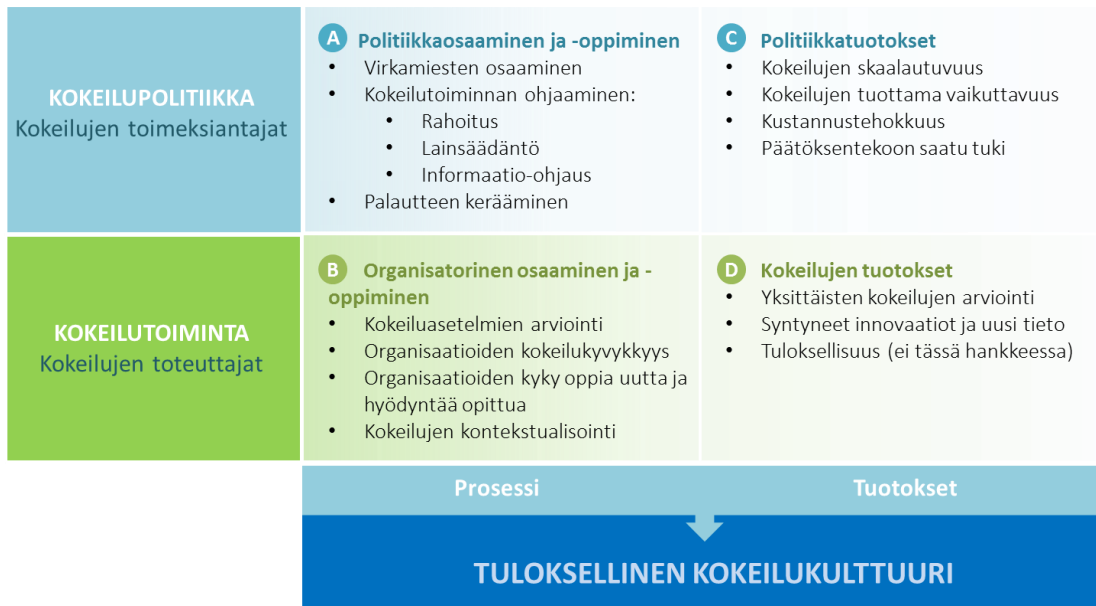 KOKEILUPOLITIIKKA
Kokeilujen toimeksiantajat
A Politiikkaosaaminen ja -oppiminen
• Virkamiesten osaaminen
• Kokeilutoiminnan ohjaaminen:
• Rahoitus
• Lainsäädäntö
• Informaatio-ohjaus
• Palautteen kerääminen
C Politiikkatuotokset
• Kokeilujen skaalautuvuus
• Kokeilujen tuottama vaikuttavuus
• Kustannustehokkuus
• Päätöksentekoon saatu tuki
KOKEILUTOIMINTA
Kokeilujen toteuttajat
B Organisatorinen osaaminen ja -
oppiminen
• Kokeiluasetelmien arviointi
• Organisaatioiden kokeilukyvykkyys
• Organisaatioiden kyky oppia uutta ja
hyödyntää opittua
• Kokeilujen kontekstualisointi
D Kokeilujen tuotokset
• Yksittäisten kokeilujen arviointi
• Syntyneet innovaatiot ja uusi tieto
• Tuloksellisuus (ei tässä hankkeessa)
Prosessi
Tuotokset
TULOKSELLINEN KOKEILUKULTTUURI